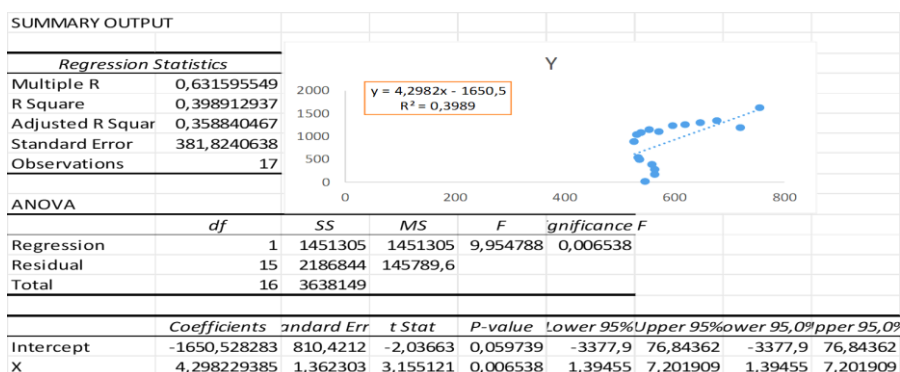 SUMMARY OUTPUT
Regression Statistics
Multiple R 0,631595549
R Square 0,398912937
Adjusted R Squar 0,358840467
Standard Error 381,8240638
Observations 17
Y
y = 4,2982x - 1650,5
R² = 0,3989
2000
1500
1000
500
0
0 200 400 600 800
ANOVA
df SS MS F ignificance F
Regression 1 1451305 1451305 9,954788 0,006538
Residual 15 2186844 145789,6
Total 16 3638149
Coefficients andard Err t Stat P-value Lower 95% Upper 95% ower 95,0% pper 95,0%
Intercept -1650,528283 810,4212 -2,03663 0,059739 -3377,9 76,84362 -3377,9 76,84362
X 4,298229385 1,362303 3,155121 0,006538 1,39455 7,201909 1,39455 7,201909